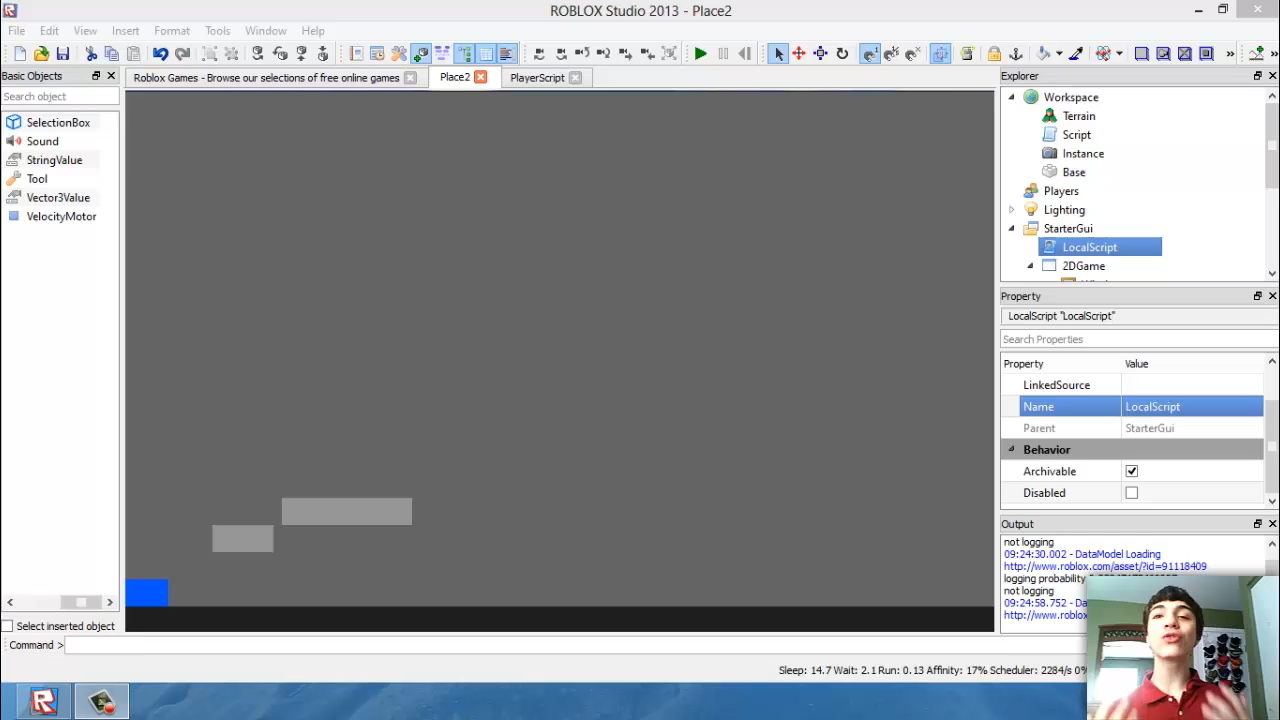 ROBLOX Studio 2013 - Place2
File Edit View Insert Format Tools Window Help
Basic Objects
Search object
SelectionBox
Sound
StringValue
Tool
Vector3Value
VelocityMotor
Select inserted object
Roblox Games - Browse our selections of free online games
Place2
PlayerScript
Explorer
Workspace
Terrain
Script
Instance
Base
Players
Lighting
StarterGui
LocalScript
2DGame
Property
LocalScript "LocalScript"
Search Properties
Property Value
LinkedSource
Name LocalScript
Parent StarterGui
Behavior
Archivable
Disabled
Output
not logging
09:24:30.002 - DataModel Loading
http://www.roblox.com/asset/?id=91118409
logging probability
not logging
09:24:58.752 - Da
http://www.roblox
Command >
Sleep: 14.7 Wait: 2.1 Run: 0.13 Affinity: 17% Scheduler: 2284/s 0%